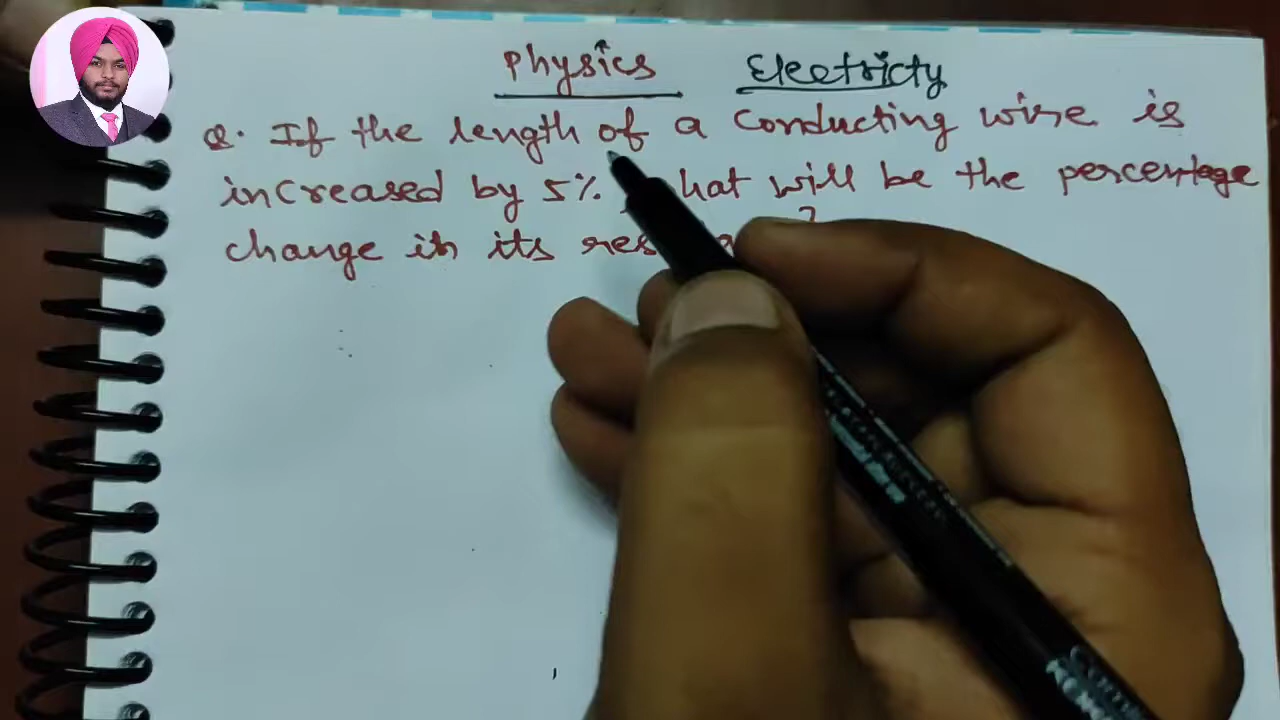 Physics Electricty
Q. If the length of a conducting wire is
increased by 5% hat will be the percentage
change in its res ?